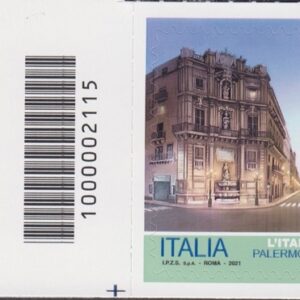 1000002115
ITALIA
L'ITAL
PALERMO
I.P.Z.S. S.p.A. - ROMA - 2021